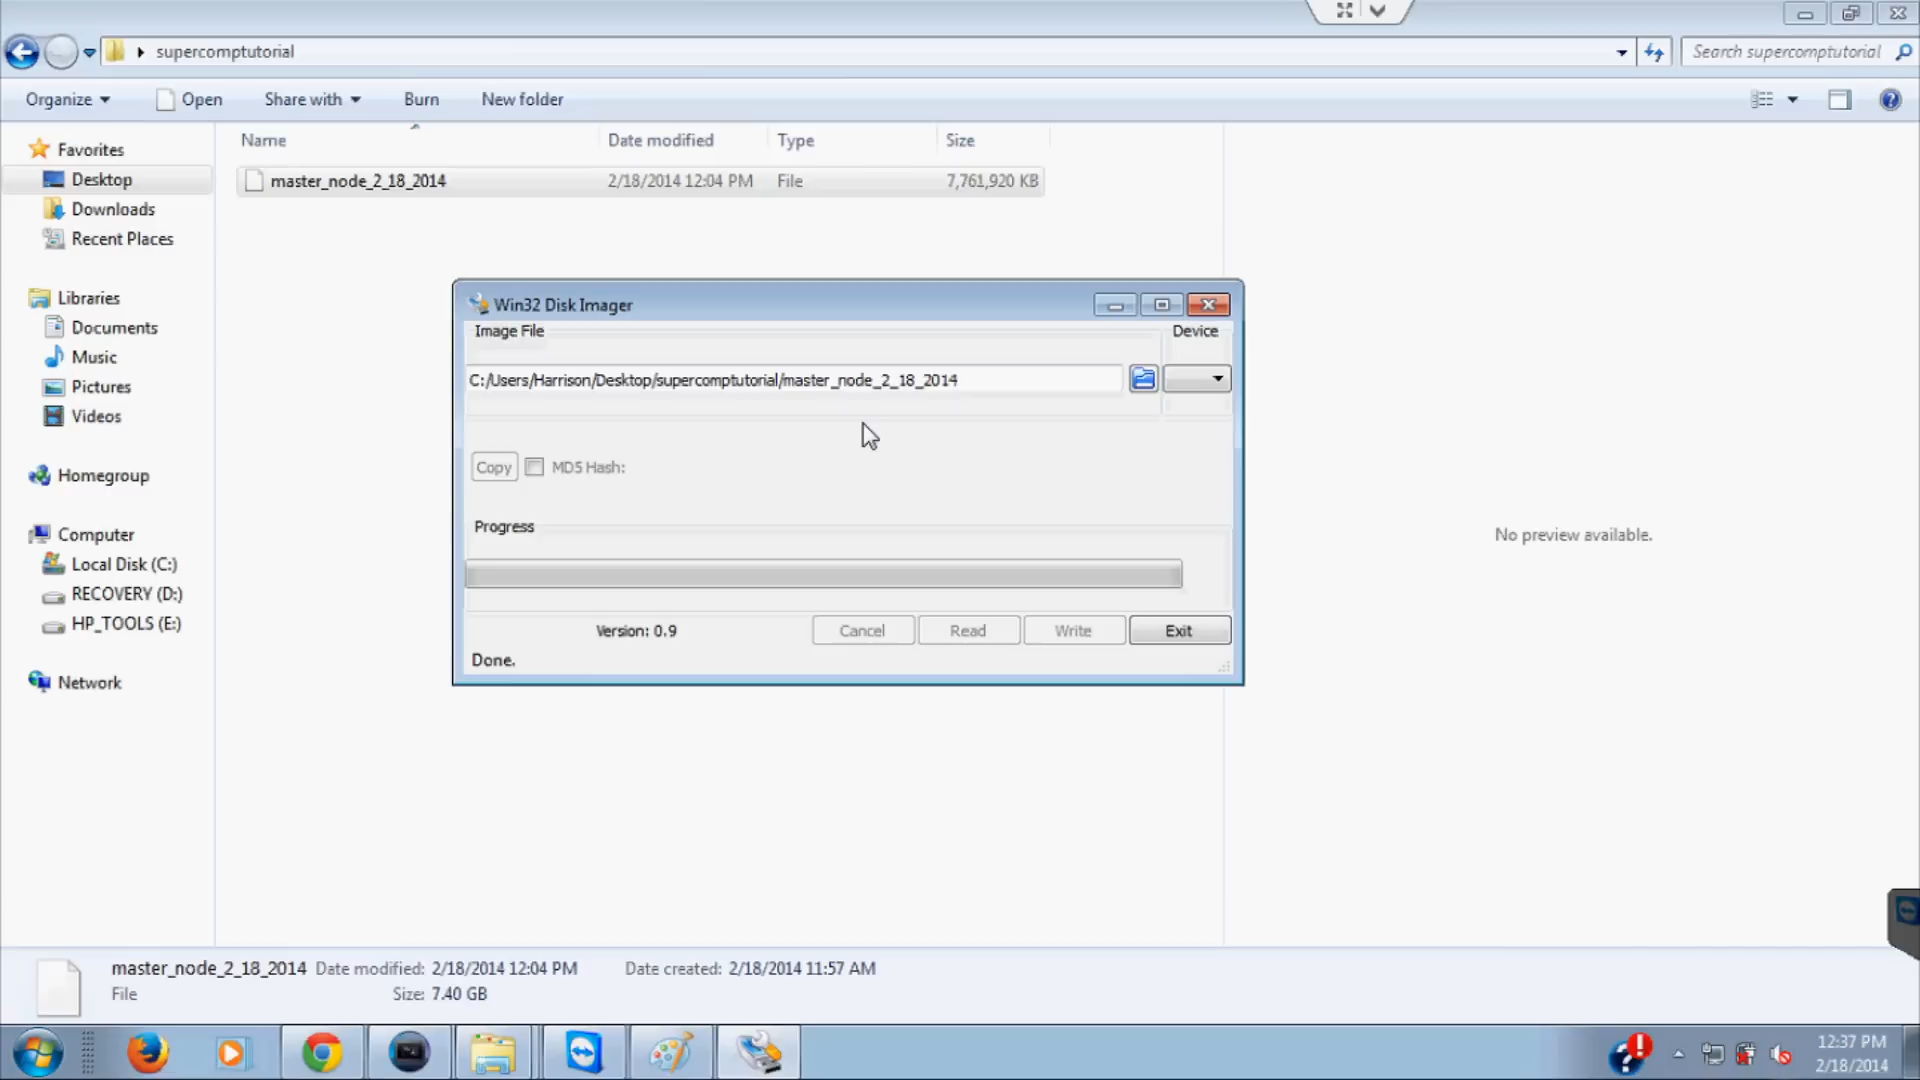 supercomptutorial
Search supercomptutorial
Organize Open Share with Burn New folder
Name Date modified Type Size
master_node_2_18_2014 2/18/2014 12:04 PM File 7,761,920 KB
Favorites
Desktop
Downloads
Recent Places
Libraries
Documents
Music
Pictures
Videos
Homegroup
Computer
Local Disk (C:)
RECOVERY (D:)
HP_TOOLS (E:)
Network
Win32 Disk Imager
Image File Device
C:/Users/Harrison/Desktop/supercomptutorial/master_node_2_18_2014
Copy MD5 Hash:
Progress
Version: 0.9 Cancel Read Write Exit
Done.
No preview available.
master_node_2_18_2014 Date modified: 2/18/2014 12:04 PM Date created: 2/18/2014 11:57 AM
File Size: 7.40 GB
12:37 PM
2/18/2014